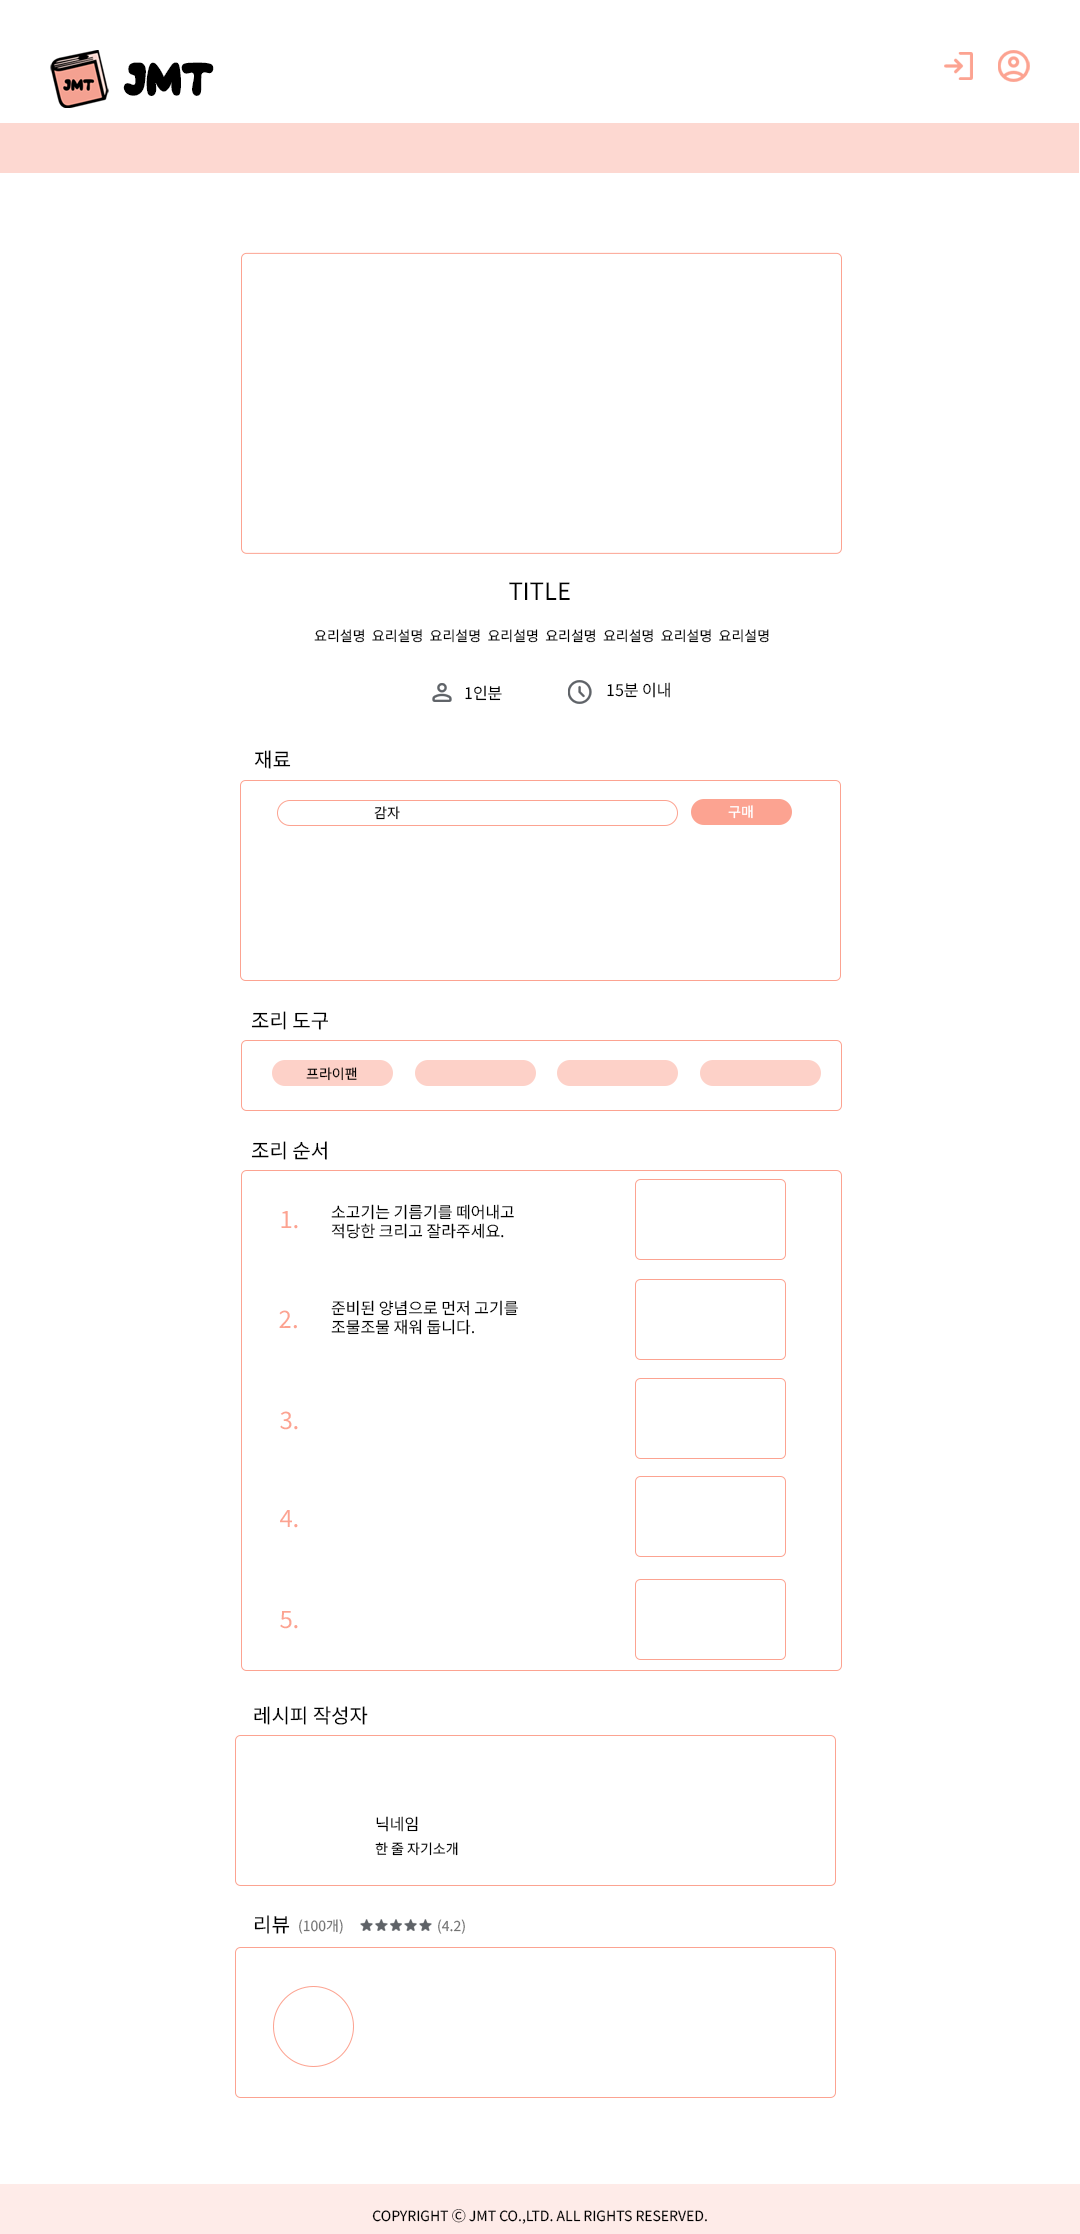 JMT JMT
TITLE
요리설명 요리설명 요리설명 요리설명 요리설명 요리설명 요리설명 요리설명
1인분 15분 이내
재료
감자 구매
조리 도구
프라이팬
조리 순서
1. 소고기는 기름기를 떼어내고
적당한 크리고 잘라주세요.
2. 준비된 양념으로 먼저 고기를
조물조물 재워 둡니다.
3.
4.
5.
레시피 작성자
닉네임
한 줄 자기소개
리뷰 (100개) ★★★★★ (4.2)
COPYRIGHT ⓒ JMT CO.,LTD. ALL RIGHTS RESERVED.